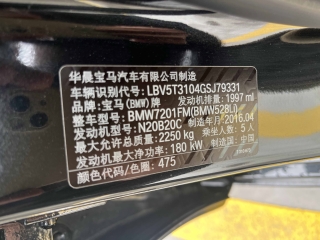 华晨宝马汽车有限公司制造
车辆识别代号: LBV5T3104GSJ79331
品牌: 宝马(BMW)牌 发动机排量: 1997 ml
整车型号: BMW7201FM(BMW528Li)
发动机型号: N20B20C 制造年月: 2016.04
最大允许总质量: 2250 kg 乘坐人数: 5 人
发动机最大净功率: 180 kW 制造国: 中国
颜色代码/色圈: 475